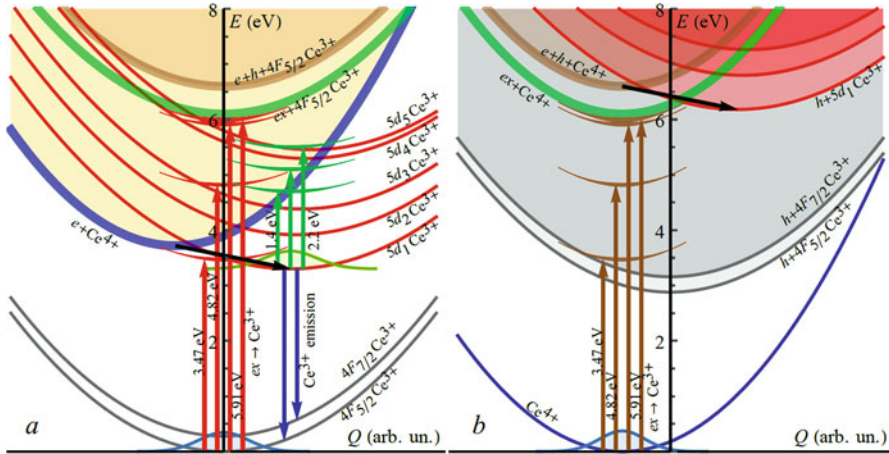 8
E (eV)
6
4
2
e+h+4F5/2Ce3+
ex+4F5/2Ce3+
5d5Ce3+
5d4Ce3+
5d3Ce3+
5d2Ce3+
5d1Ce3+
e+Ce4+
1.4 eV
2.2 eV
3.47 eV
4.82 eV
5.91 eV
ex → Ce3+
Ce3+ emission
4F7/2Ce3+
4F5/2Ce3+
a
Q (arb. un.)
8
E (eV)
6
4
2
e+h+Ce4+
ex+Ce4+
h+5d1Ce3+
h+4F7/2Ce3+
h+4F5/2Ce3+
3.47 eV
4.82 eV
5.91 eV
ex → Ce3+
Ce4+
b
Q (arb. un.)